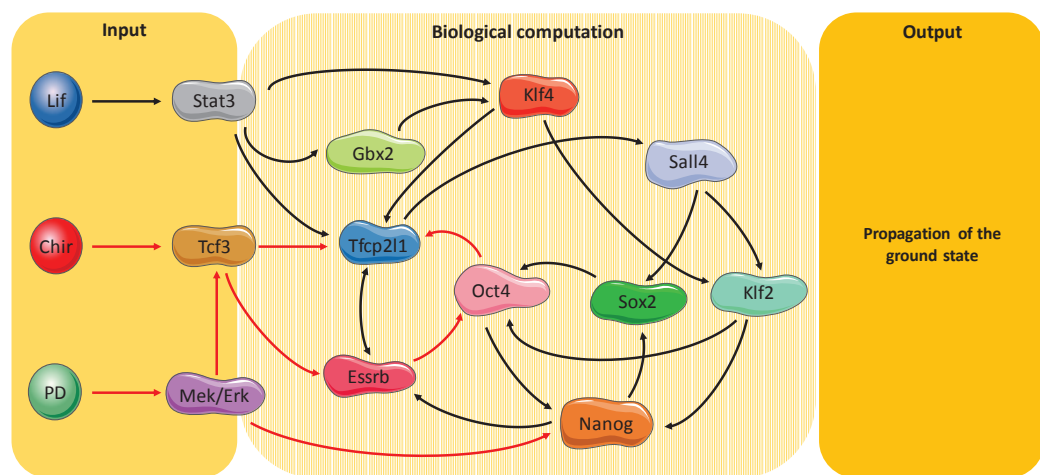 Input
Biological computation
Output
Lif
Stat3
Klf4
Gbx2
Sall4
Chir
Tcf3
Tfcp2l1
Propagation of the
ground state
Oct4
Sox2
Klf2
PD
Mek/Erk
Essrb
Nanog